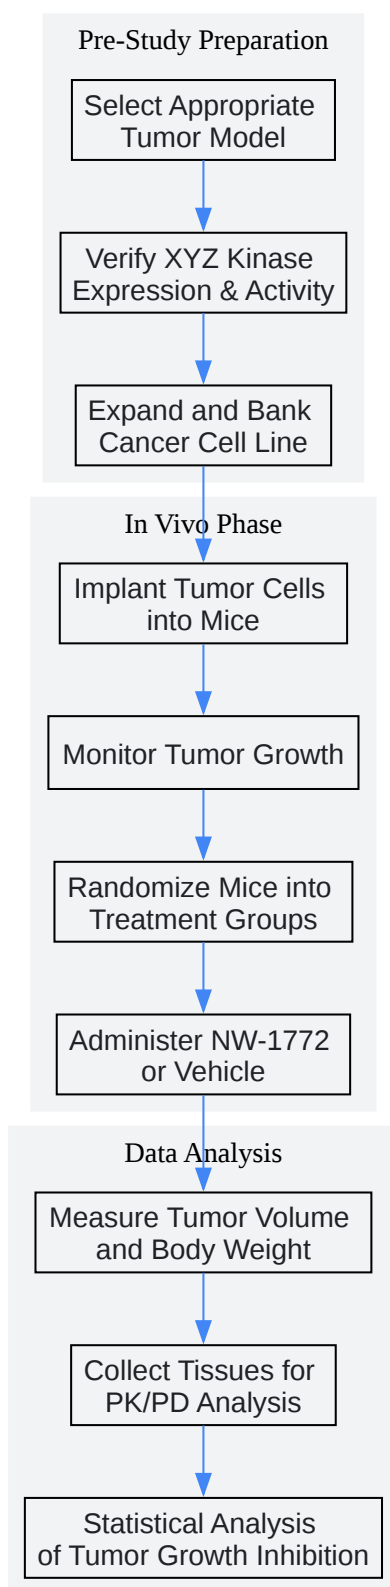 Pre-Study Preparation
Select Appropriate
Tumor Model
Verify XYZ Kinase
Expression & Activity
Expand and Bank
Cancer Cell Line
In Vivo Phase
Implant Tumor Cells
into Mice
Monitor Tumor Growth
Randomize Mice into
Treatment Groups
Administer NW-1772
or Vehicle
Data Analysis
Measure Tumor Volume
and Body Weight
Collect Tissues for
PK/PD Analysis
Statistical Analysis
of Tumor Growth Inhibition